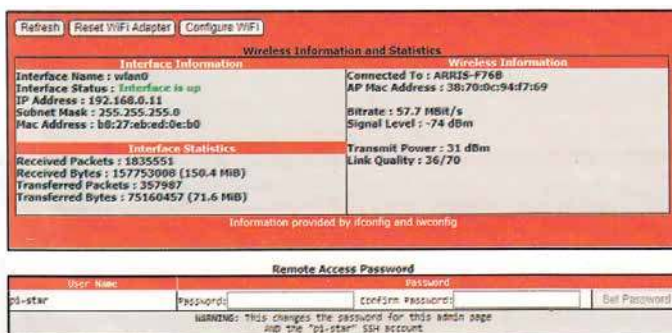 Refresh Reset WiFi Adapter Configure WiFi
Wireless Information and Statistics
Interface Information
Interface Name : wlan0
Interface Status : Interface is up
IP Address : 192.168.0.11
Subnet Mask : 255.255.255.0
Mac Address : b8:27:eb:ed:0e:b0
Interface Statistics
Received Packets : 1835551
Received Bytes : 157753008 (150.4 MiB)
Transferred Packets : 357987
Transferred Bytes : 75160457 (71.6 MiB)
Wireless Information
Connected To : ARRIS-F76B
AP Mac Address : 38:70:0c:94:f7:69
Bitrate : 57.7 MBit/s
Signal Level : -74 dBm
Transmit Power : 31 dBm
Link Quality : 36/70
Information provided by ifconfig and iwconfig
Remote Access Password
User Name Password
pi-star Password: Confirm Password: Set Password
WARNING: This changes the password for this admin page
AND the "pi-star" SSH account